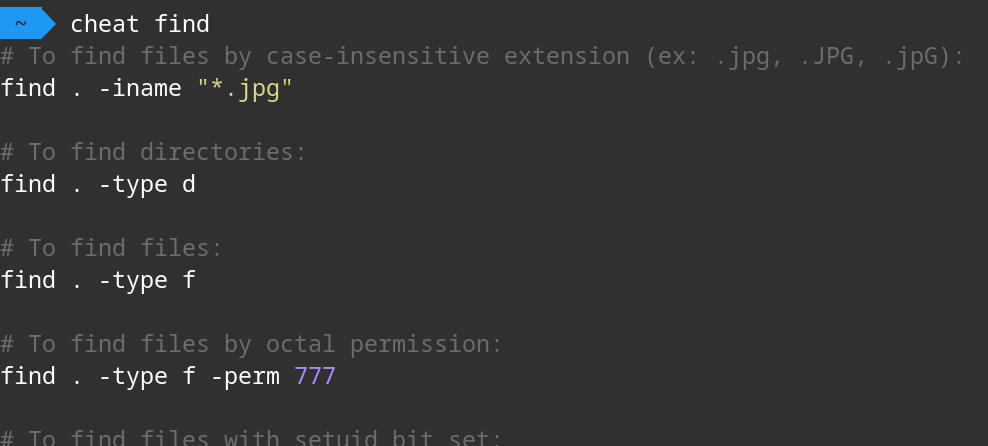 ~ cheat find
# To find files by case-insensitive extension (ex: .jpg, .JPG, .jpG):
find . -iname "*.jpg"
# To find directories:
find . -type d
# To find files:
find . -type f
# To find files by octal permission:
find . -type f -perm 777
# To find files with setuid bit set: